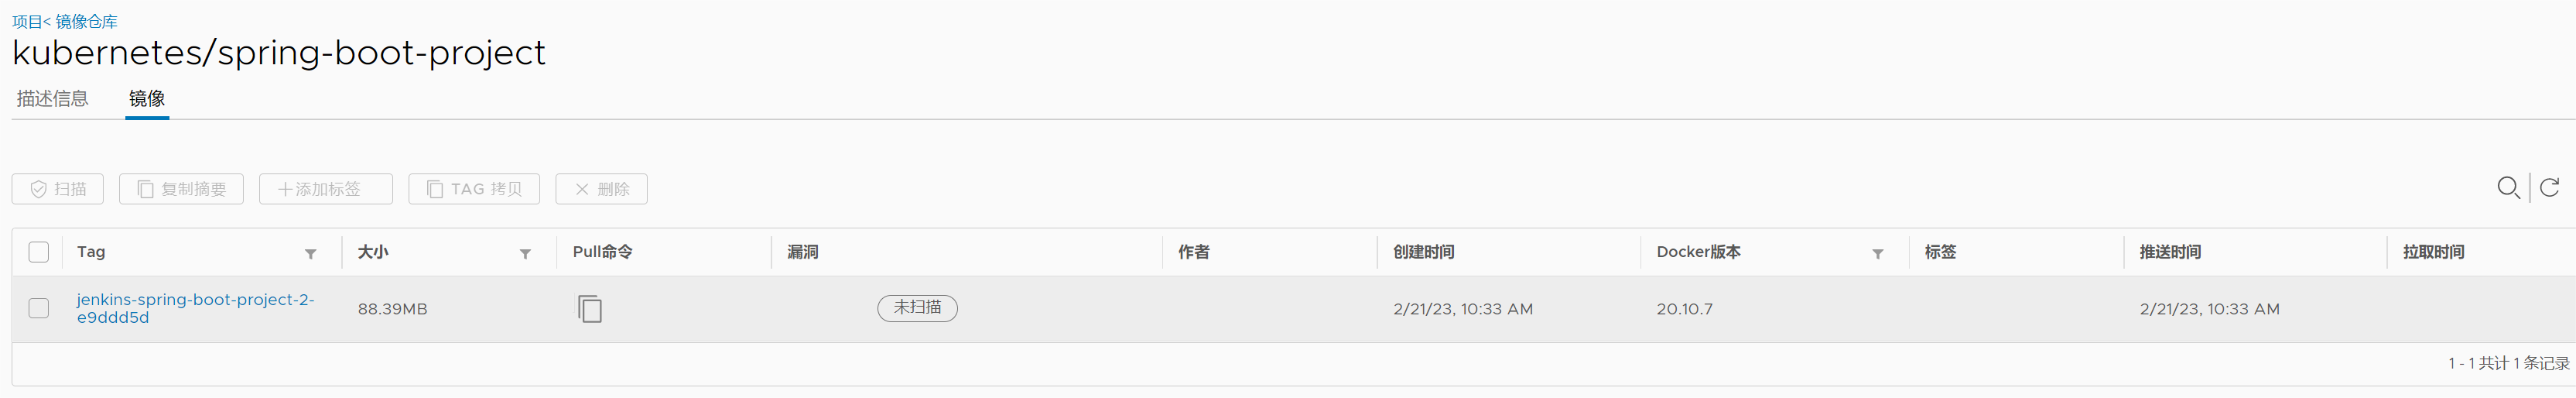 项目< 镜像仓库
kubernetes/spring-boot-project
描述信息 镜像
扫描 复制摘要 +添加标签 TAG 拷贝 删除
Tag 大小 Pull命令 漏洞 作者 创建时间 Docker版本 标签 推送时间 拉取时间
jenkins-spring-boot-project-2-
e9ddd5d 88.39MB 未扫描 2/21/23, 10:33 AM 20.10.7 2/21/23, 10:33 AM
1 - 1 共计 1 条记录